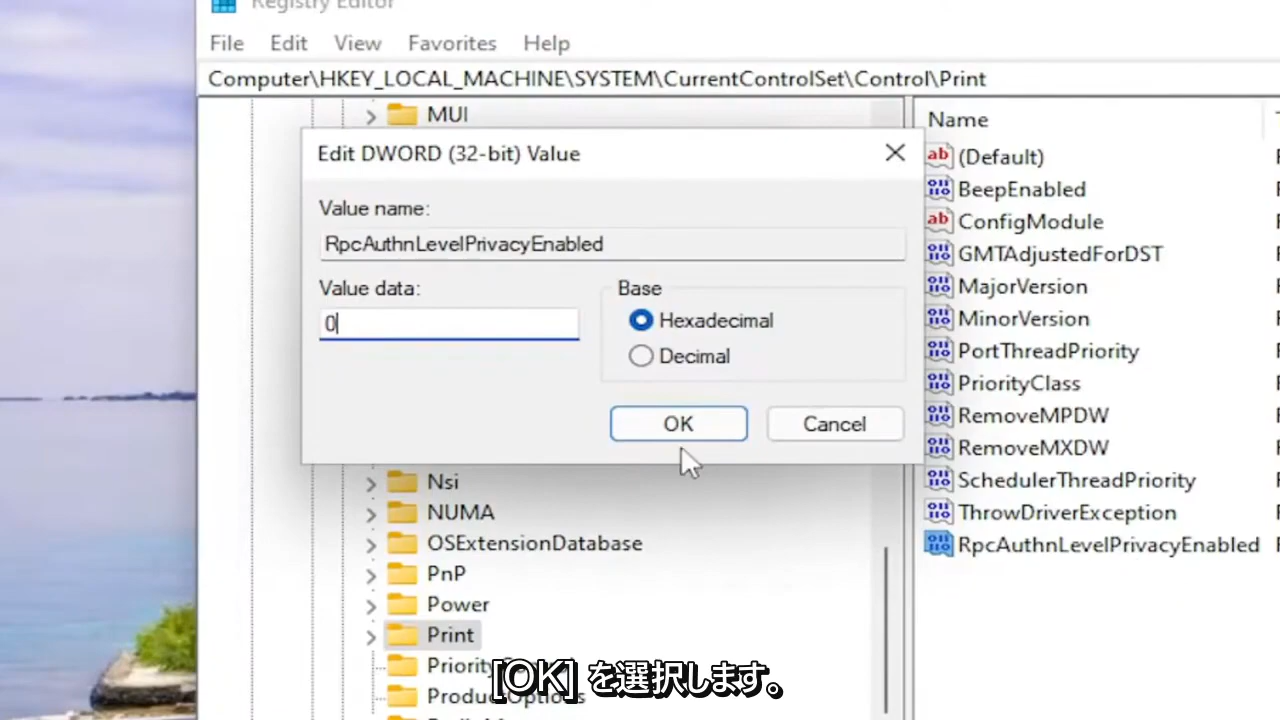 Registry Editor
File Edit View Favorites Help
Computer\HKEY_LOCAL_MACHINE\SYSTEM\CurrentControlSet\Control\Print
MUI
Edit DWORD (32-bit) Value
Value name:
RpcAuthnLevelPrivacyEnabled
Value data:
0
Base
Hexadecimal
Decimal
OK Cancel
Nsi
NUMA
OSExtensionDatabase
PnP
Power
Print
Name
(Default)
BeepEnabled
ConfigModule
GMTAdjustedForDST
MajorVersion
MinorVersion
PortThreadPriority
PriorityClass
RemoveMPDW
RemoveMXDW
SchedulerThreadPriority
ThrowDriverException
RpcAuthnLevelPrivacyEnabled
[OK] を選択します。